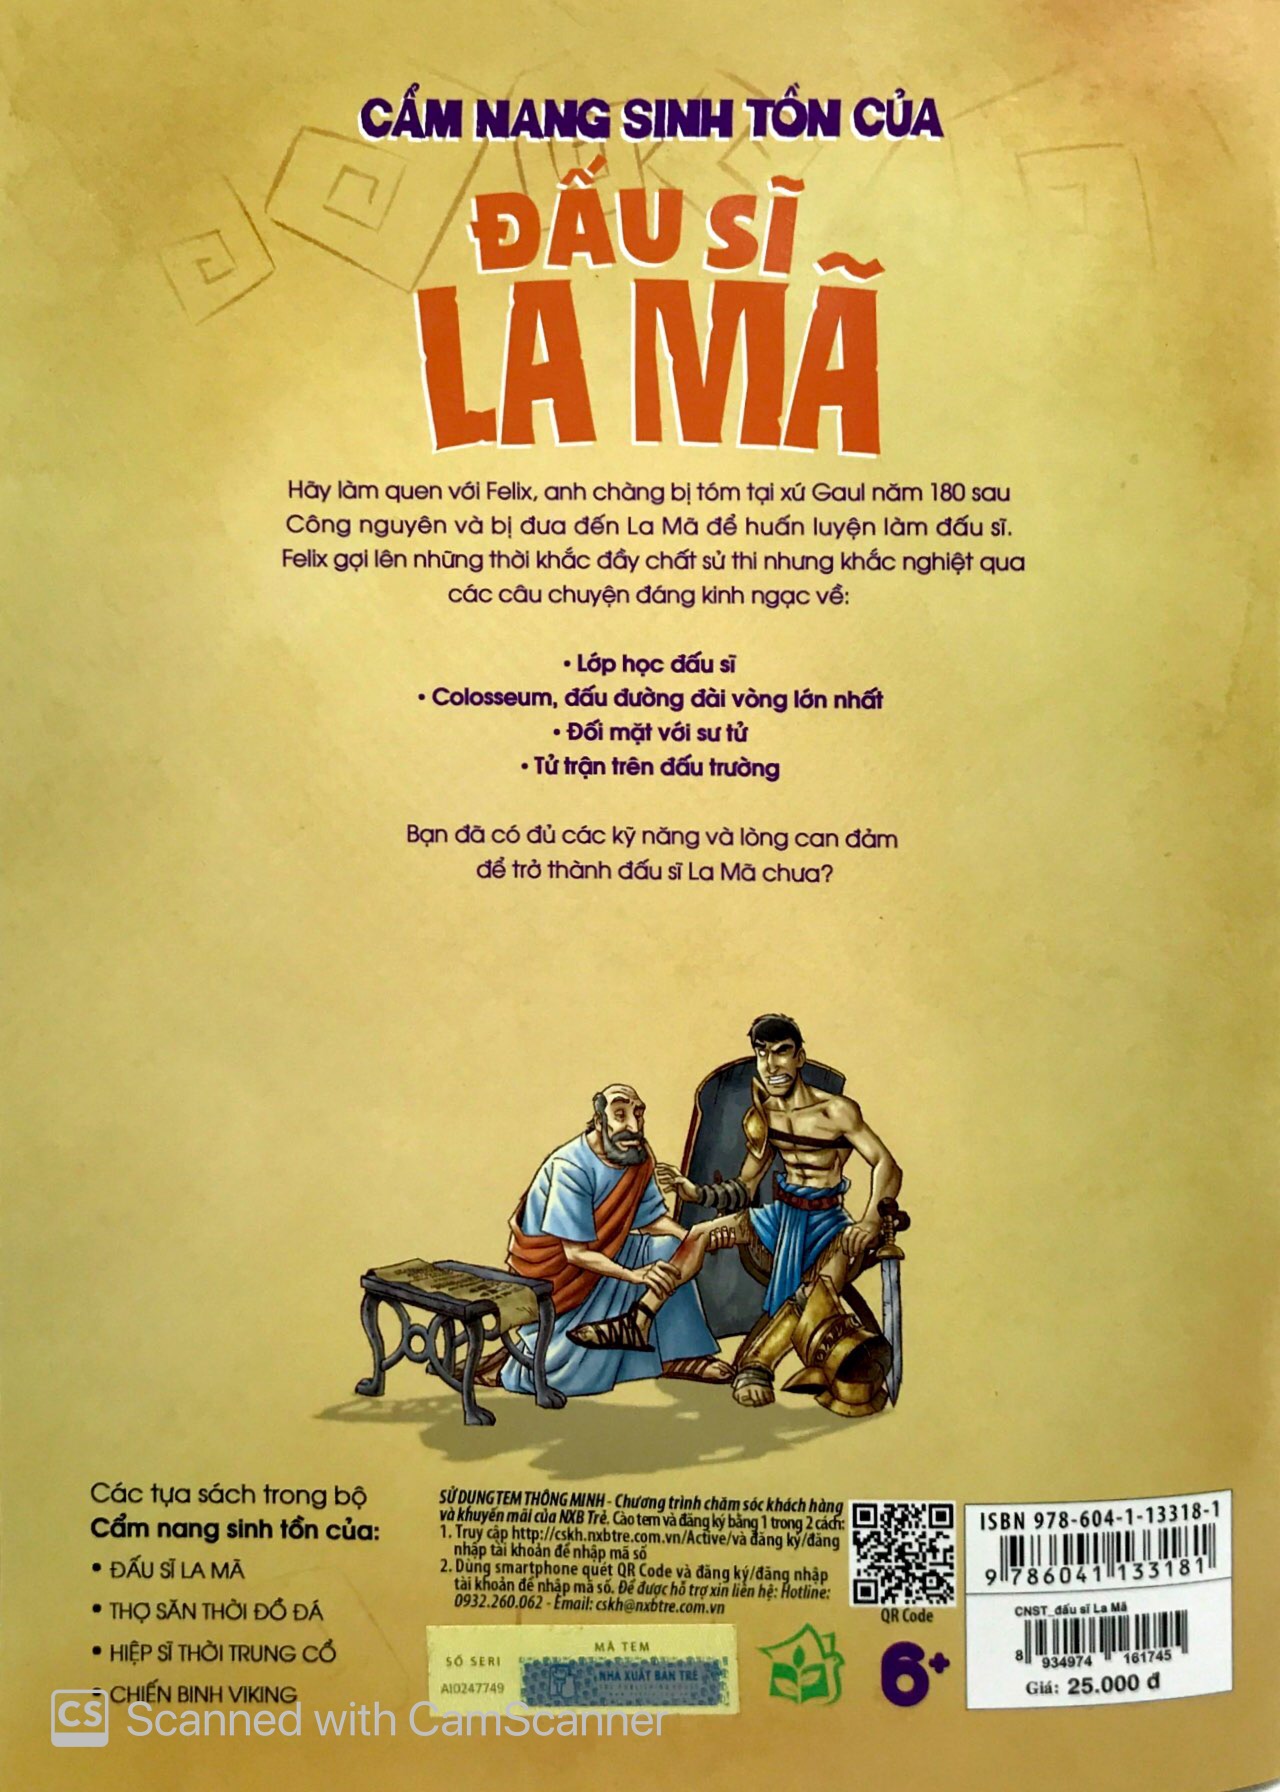 CẨM NANG SINH TỒN CỦA
ĐẤU SĨ
LA MÃ
Hãy làm quen với Felix, anh chàng bị tóm tại xứ Gaul năm 180 sau
Công nguyên và bị đưa đến La Mã để huấn luyện làm đấu sĩ.
Felix gợi lên những thời khắc đầy chất sử thi nhưng khắc nghiệt qua
các câu chuyện đáng kinh ngạc về:
• Lớp học đấu sĩ
• Colosseum, đấu đường đài vòng lớn nhất
• Đối mặt với sư tử
• Tử trận trên đấu trường
Bạn đã có đủ các kỹ năng và lòng can đảm
để trở thành đấu sĩ La Mã chưa?
Các tựa sách trong bộ
Cẩm nang sinh tồn của:
• ĐẤU SĨ LA MÃ
• THỢ SĂN THỜI ĐỒ ĐÁ
• HIỆP SĨ THỜI TRUNG CỔ
• CHIẾN BINH VIKING
SỬ DỤNG TEM THÔNG MINH - Chương trình chăm sóc khách hàng
và khuyến mãi của NXB Trẻ. Cào tem và đăng ký bằng 1 trong 2 cách:
1. Truy cập http://cskh.nxbtre.com.vn/Active/và đăng ký/đăng
nhập tài khoản để nhập mã số
2. Dùng smartphone quét QR Code và đăng ký/đăng nhập
tài khoản để nhập mã số. Để được hỗ trợ xin liên hệ: Hotline:
0932.260.062 - Email: cskh@nxbtre.com.vn
QR Code
SỐ SERI
AI0247749
MÃ TEM
NHÀ XUẤT BẢN TRẺ
6+
ISBN 978-604-1-13318-1
9 786041 133181
CNST_đấu sĩ La Mã
8 934974 161745
Giá: 25.000 đ
CS Scanned with CamScanner